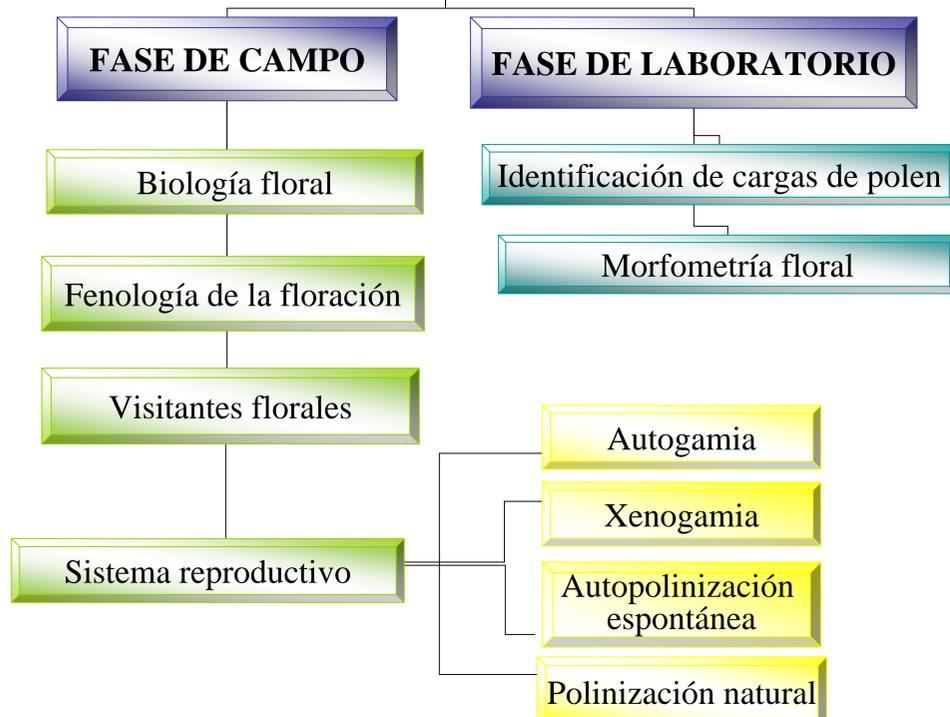 FASE DE CAMPO
FASE DE LABORATORIO
Biología floral
Identificación de cargas de polen
Morfometría floral
Fenología de la floración
Visitantes florales
Autogamia
Xenogamia
Sistema reproductivo
Autopolinización
espontánea
Polinización natural